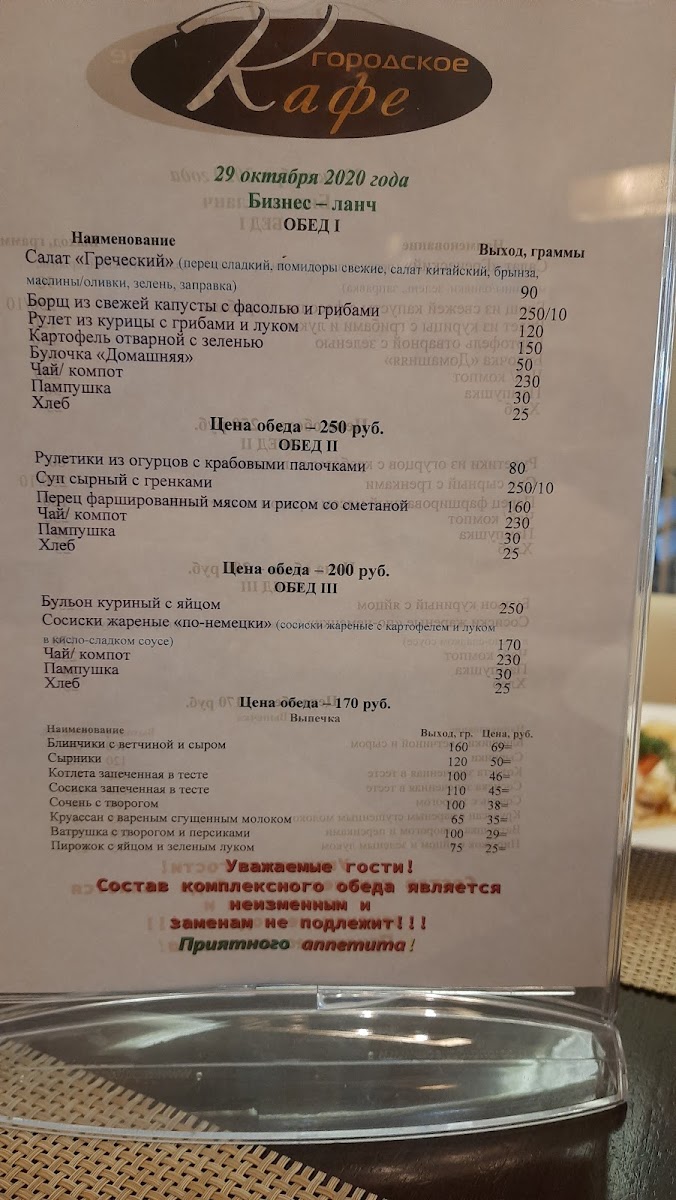 городское
Кафе
29 октября 2020 года
Бизнес – ланч
ОБЕД I
Наименование Выход, граммы
Салат «Греческий» (перец сладкий, помидоры свежие, салат китайский, брынза,
маслины/оливки, зелень, заправка) 90
Борщ из свежей капусты с фасолью и грибами 250/10
Рулет из курицы с грибами и луком 120
Картофель отварной с зеленью 150
Булочка «Домашняя» 50
Чай/ компот 230
Пампушка 30
Хлеб 25
Цена обеда – 250 руб.
ОБЕД II
Рулетики из огурцов с крабовыми палочками 80
Суп сырный с гренками 250/10
Перец фаршированный мясом и рисом со сметаной 160
Чай/ компот 230
Пампушка 30
Хлеб 25
Цена обеда – 200 руб.
ОБЕД III
Бульон куриный с яйцом 250
Сосиски жареные «по-немецки» (сосиски жареные с картофелем и луком
в кисло-сладком соусе) 170
Чай/ компот 230
Пампушка 30
Хлеб 25
Цена обеда – 170 руб.
Выпечка
Наименование Выход, гр. Цена, руб.
Блинчики с ветчиной и сыром 160 69=
Сырники 120 50=
Котлета запеченная в тесте 100 46=
Сосиска запеченная в тесте 110 45=
Сочень с творогом 100 38=
Круассан с вареным сгущенным молоком 65 35=
Ватрушка с творогом и персиками 100 29=
Пирожок с яйцом и зеленым луком 75 25=
Уважаемые гости!
Состав комплексного обеда является
неизменным и
заменам не подлежит!!!
Приятного аппетита!